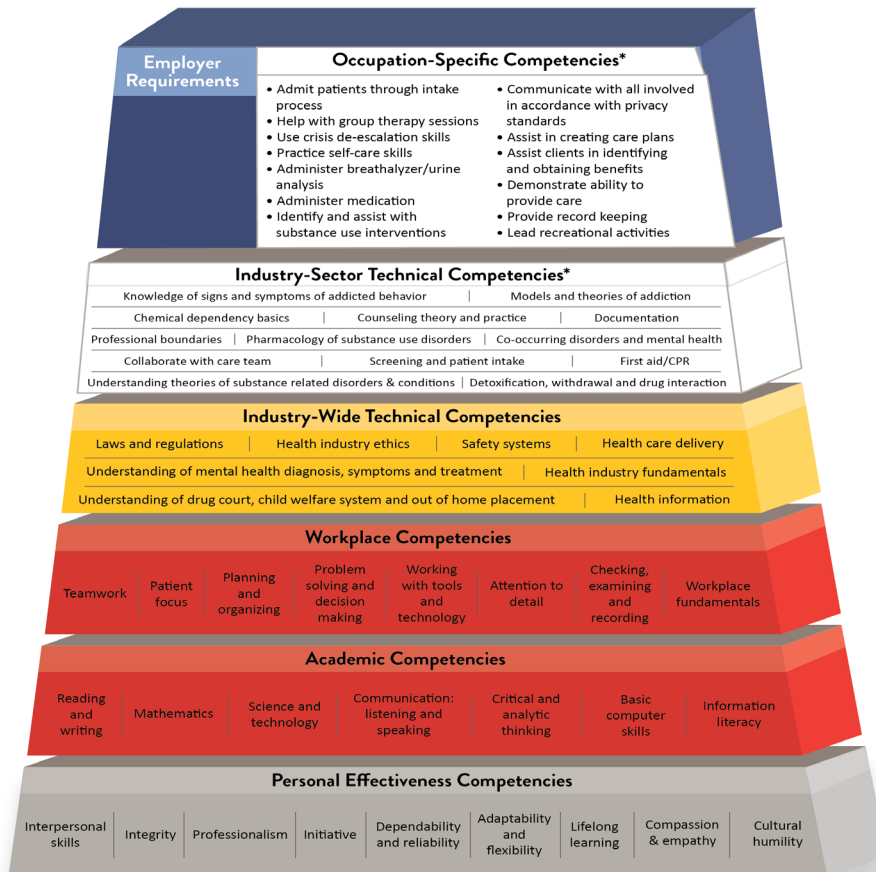 Employer
Requirements
Occupation-Specific Competencies*
• Admit patients through intake
process
• Help with group therapy sessions
• Use crisis de-escalation skills
• Practice self-care skills
• Administer breathalyzer/urine
analysis
• Administer medication
• Identify and assist with
substance use interventions
• Communicate with all involved
in accordance with privacy
standards
• Assist in creating care plans
• Assist clients in identifying
and obtaining benefits
• Demonstrate ability to
provide care
• Provide record keeping
• Lead recreational activities
Industry-Sector Technical Competencies*
Knowledge of signs and symptoms of addicted behavior | Models and theories of addiction
Chemical dependency basics | Counseling theory and practice | Documentation
Professional boundaries | Pharmacology of substance use disorders | Co-occurring disorders and mental health
Collaborate with care team | Screening and patient intake | First aid/CPR
Understanding theories of substance related disorders & conditions | Detoxification, withdrawal and drug interaction
Industry-Wide Technical Competencies
Laws and regulations | Health industry ethics | Safety systems | Health care delivery
Understanding of mental health diagnosis, symptoms and treatment | Health industry fundamentals
Understanding of drug court, child welfare system and out of home placement | Health information
Workplace Competencies
Teamwork
Patient
focus
Planning
and
organizing
Problem
solving and
decision
making
Working
with tools
and
technology
Attention to
detail
Checking,
examining
and
recording
Workplace
fundamentals
Academic Competencies
Reading
and
writing
Mathematics
Science and
technology
Communication:
listening and
speaking
Critical and
analytic
thinking
Basic
computer
skills
Information
literacy
Personal Effectiveness Competencies
Interpersonal
skills
Integrity
Professionalism
Initiative
Dependability
and reliability
Adaptability
and
flexibility
Lifelong
learning
Compassion
& empathy
Cultural
humility